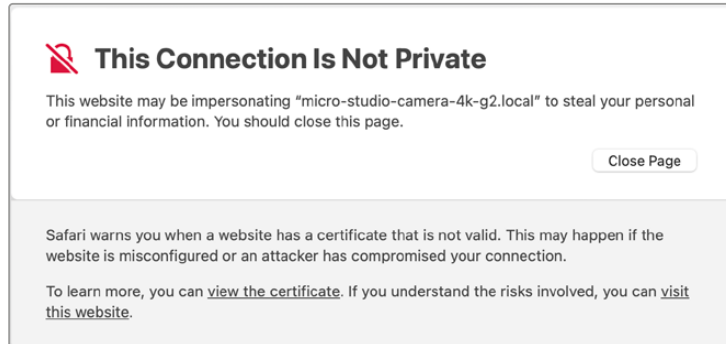 This Connection Is Not Private
This website may be impersonating “micro-studio-camera-4k-g2.local” to steal your personal
or financial information. You should close this page.
Close Page
Safari warns you when a website has a certificate that is not valid. This may happen if the
website is misconfigured or an attacker has compromised your connection.
To learn more, you can view the certificate. If you understand the risks involved, you can visit
this website.